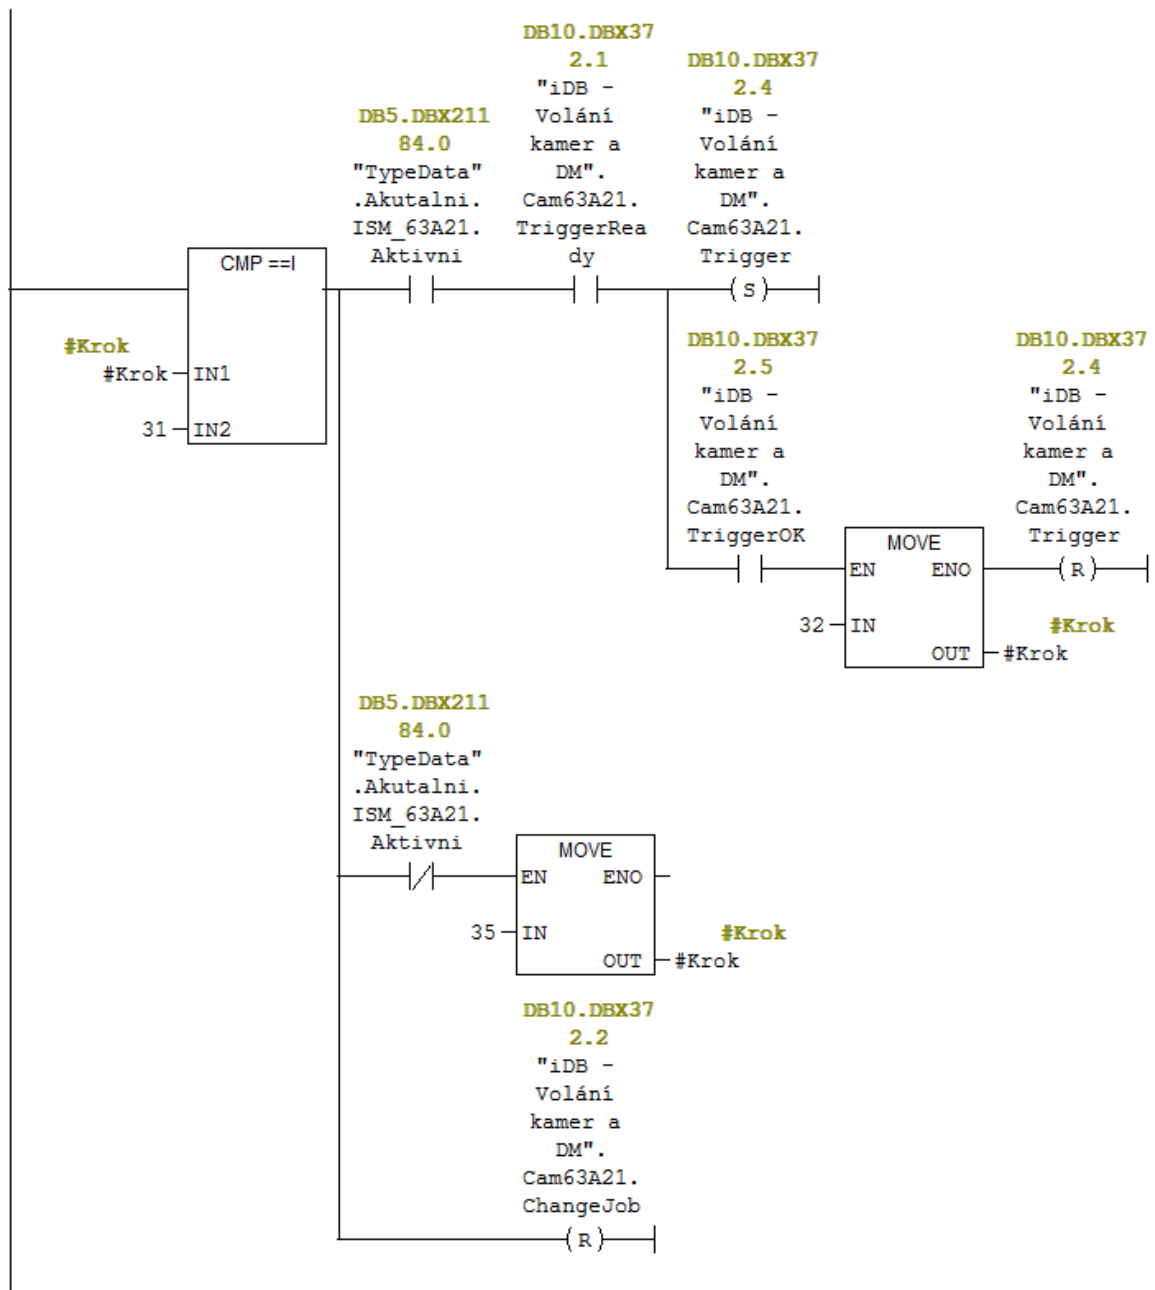 DB10.DBX37
2.1
"iDB -
Volání
kamer a
DM".
Cam63A21.
TriggerRea
dy
DB10.DBX37
2.4
"iDB -
Volání
kamer a
DM".
Cam63A21.
Trigger
DB5.DBX211
84.0
"TypeData"
.Akutalni.
ISM_63A21.
Aktivni
CMP ==I
S
#Krok
#Krok
IN1
31
IN2
DB10.DBX37
2.5
"iDB -
Volání
kamer a
DM".
Cam63A21.
TriggerOK
DB10.DBX37
2.4
"iDB -
Volání
kamer a
DM".
Cam63A21.
Trigger
MOVE
EN
ENO
R
32
IN
#Krok
OUT
#Krok
DB5.DBX211
84.0
"TypeData"
.Akutalni.
ISM_63A21.
Aktivni
MOVE
EN
ENO
35
IN
#Krok
OUT
#Krok
DB10.DBX37
2.2
"iDB -
Volání
kamer a
DM".
Cam63A21.
ChangeJob
R